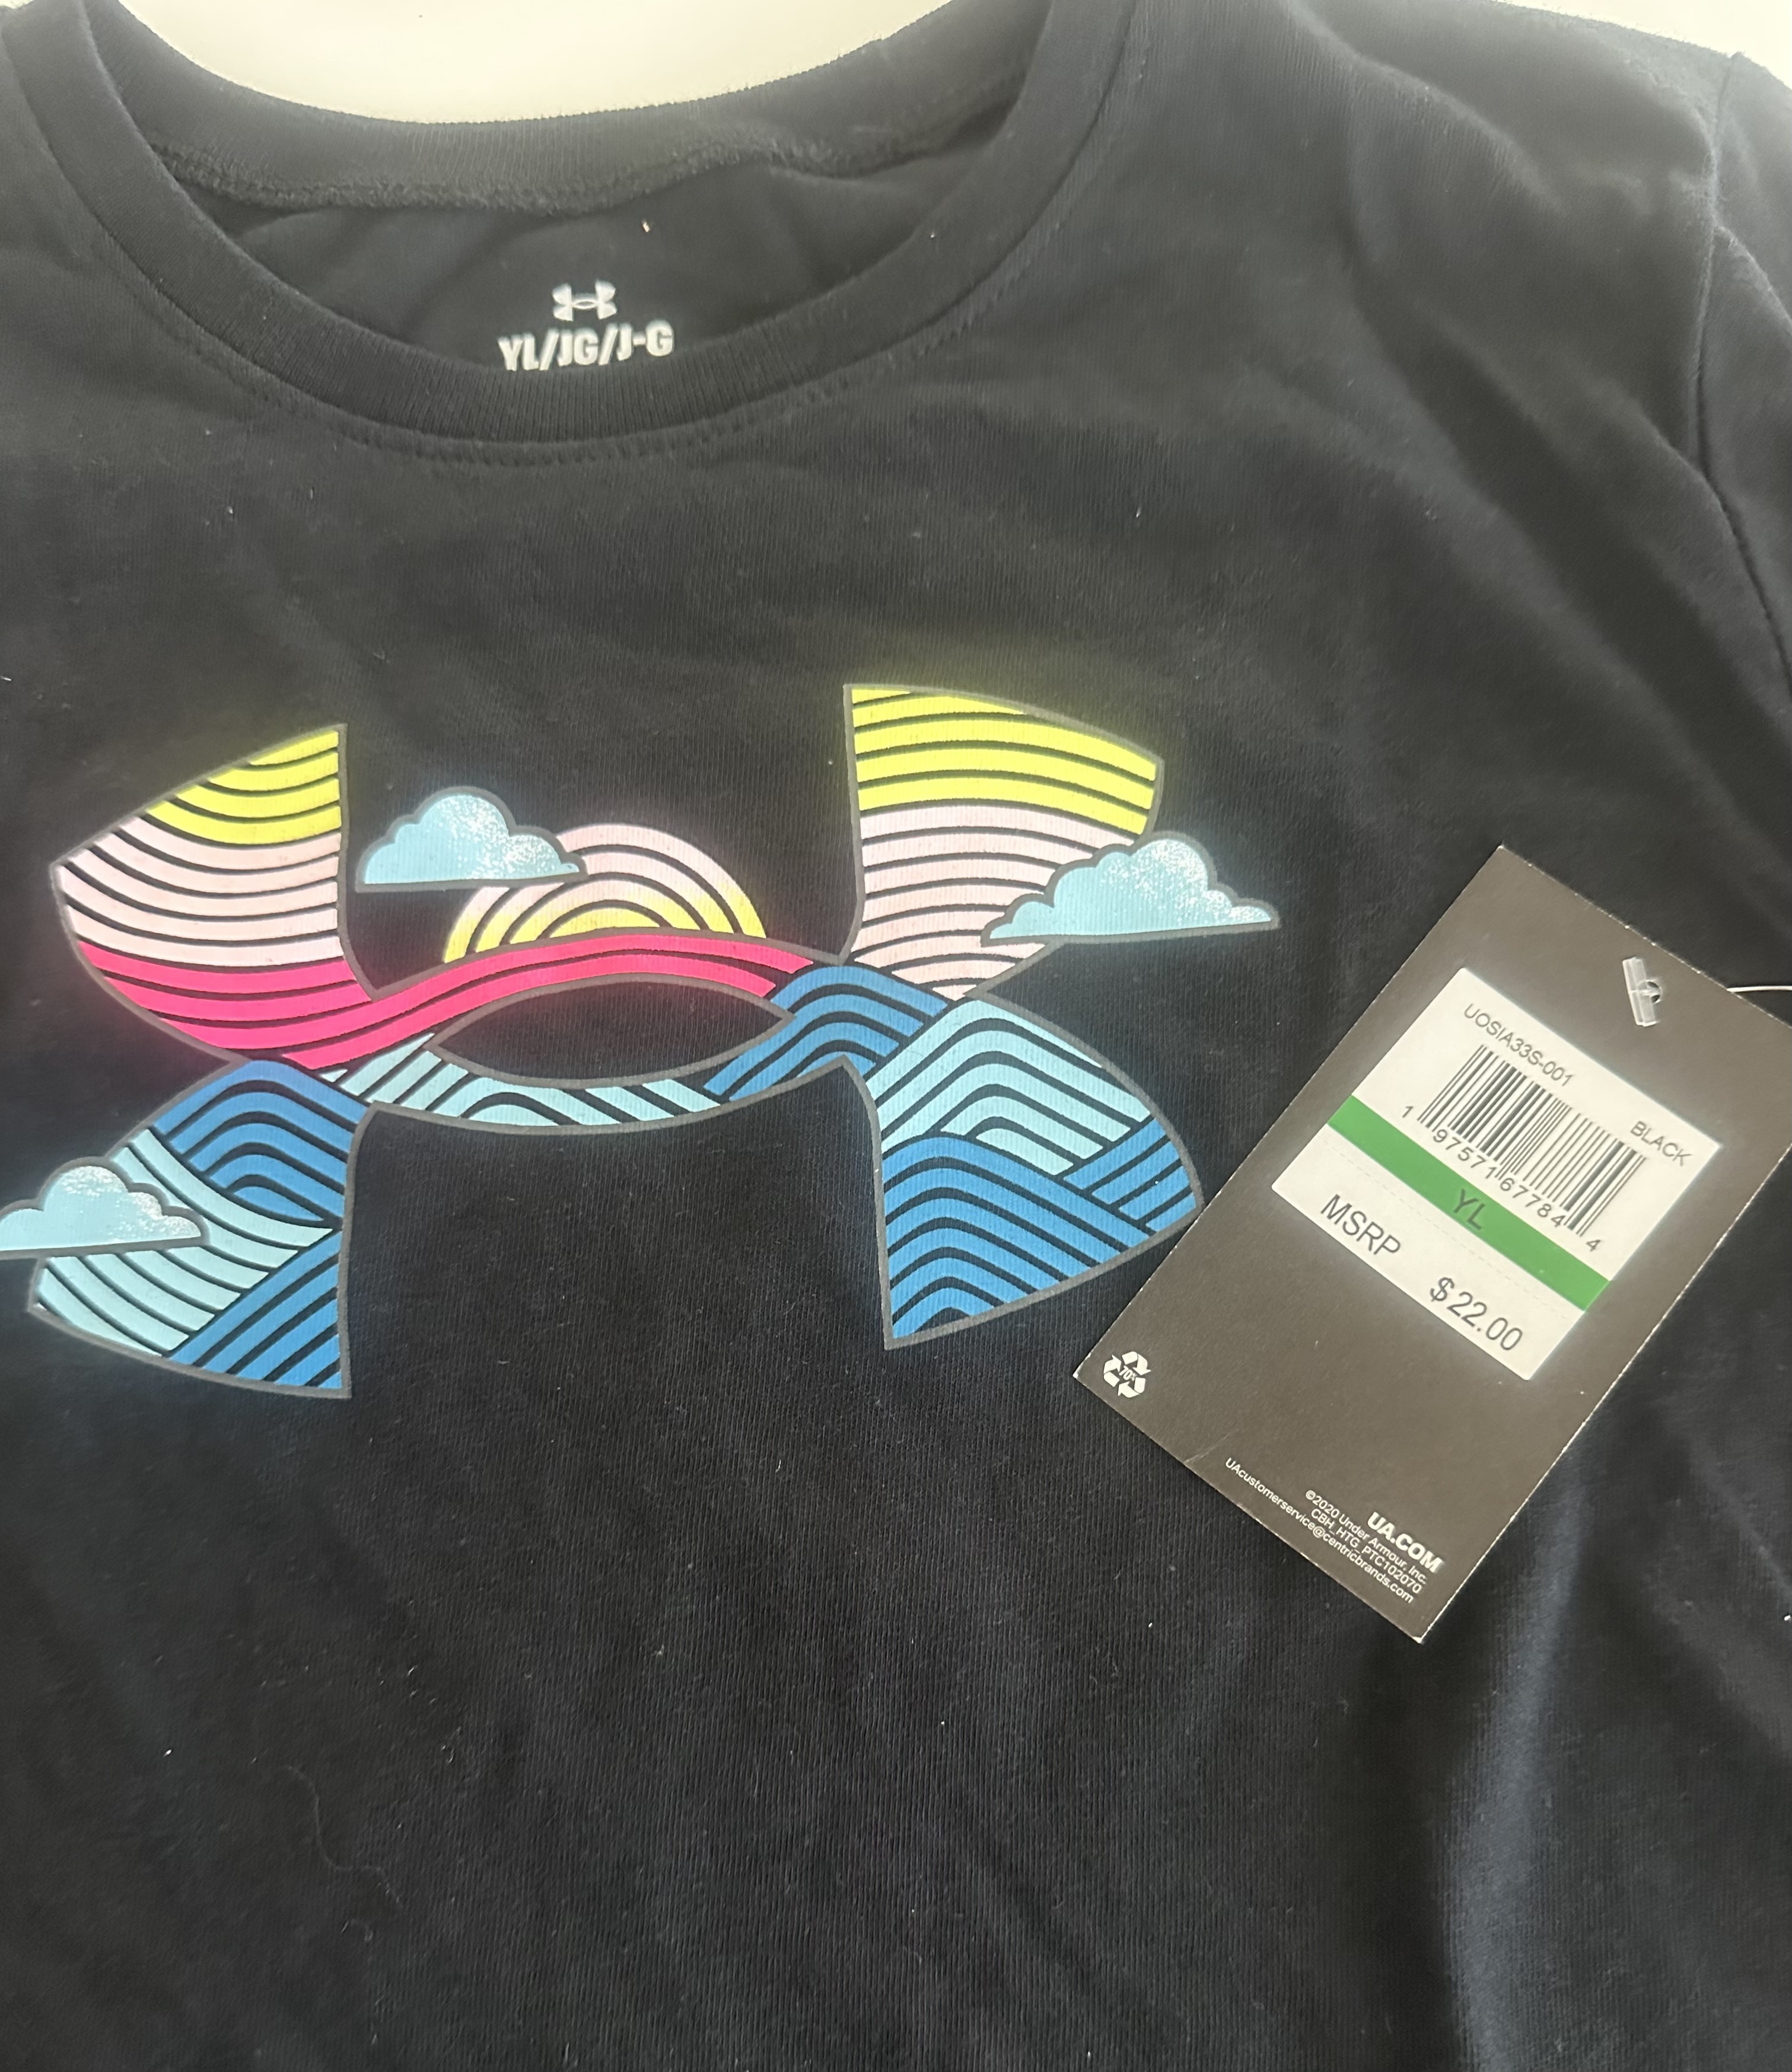 YL/JG/J-G
UOSIA33S-001
BLACK
1 97571 67784 4
YL
MSRP
$22.00
70%
UA.COM
©2020 Under Armour, Inc.
CBH_HTG_PTC102070
UAcustomerservice@centricbrands.com